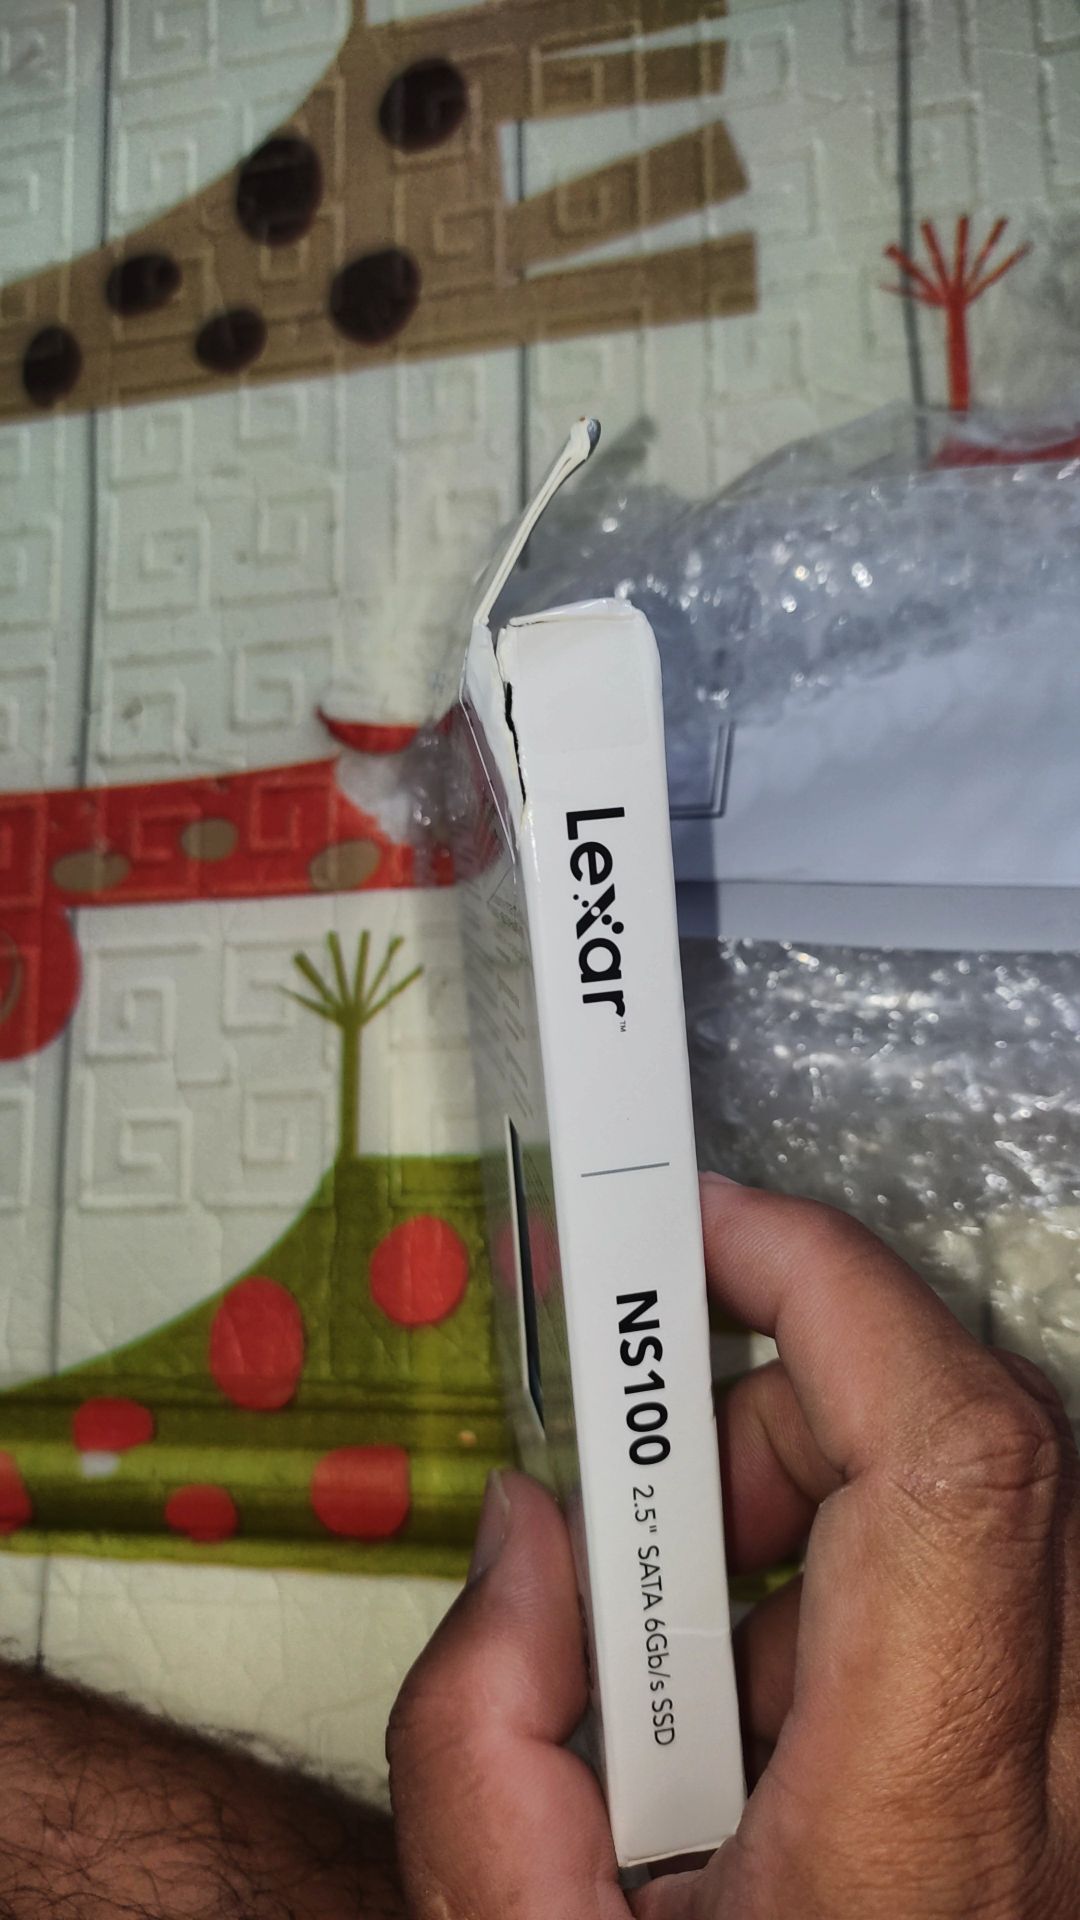 Lexar™
NS100 2.5" SATA 6Gb/s SSD